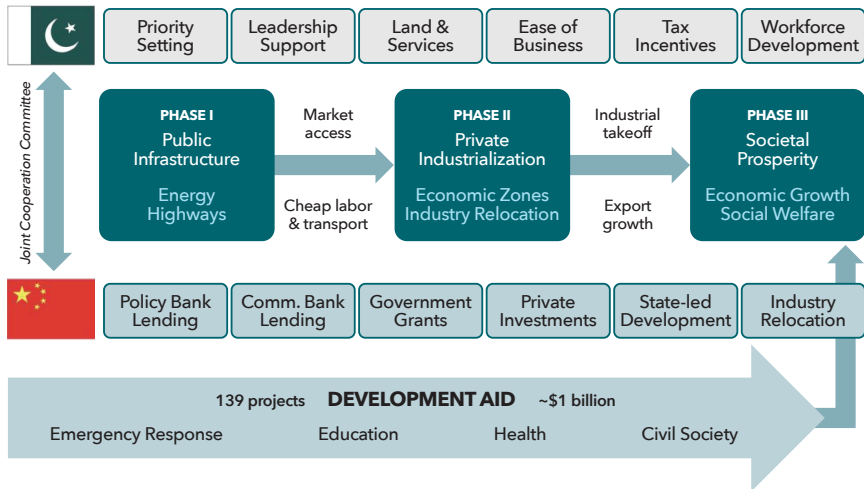 Priority
Setting
Leadership
Support
Land &
Services
Ease of
Business
Tax
Incentives
Workforce
Development
Joint Cooperation Committee
PHASE I
Public
Infrastructure
Energy
Highways
Market
access
Cheap labor
& transport
PHASE II
Private
Industrialization
Economic Zones
Industry Relocation
Industrial
takeoff
Export
growth
PHASE III
Societal
Prosperity
Economic Growth
Social Welfare
Policy Bank
Lending
Comm. Bank
Lending
Government
Grants
Private
Investments
State-led
Development
Industry
Relocation
139 projects DEVELOPMENT AID ~$1 billion
Emergency Response Education Health Civil Society